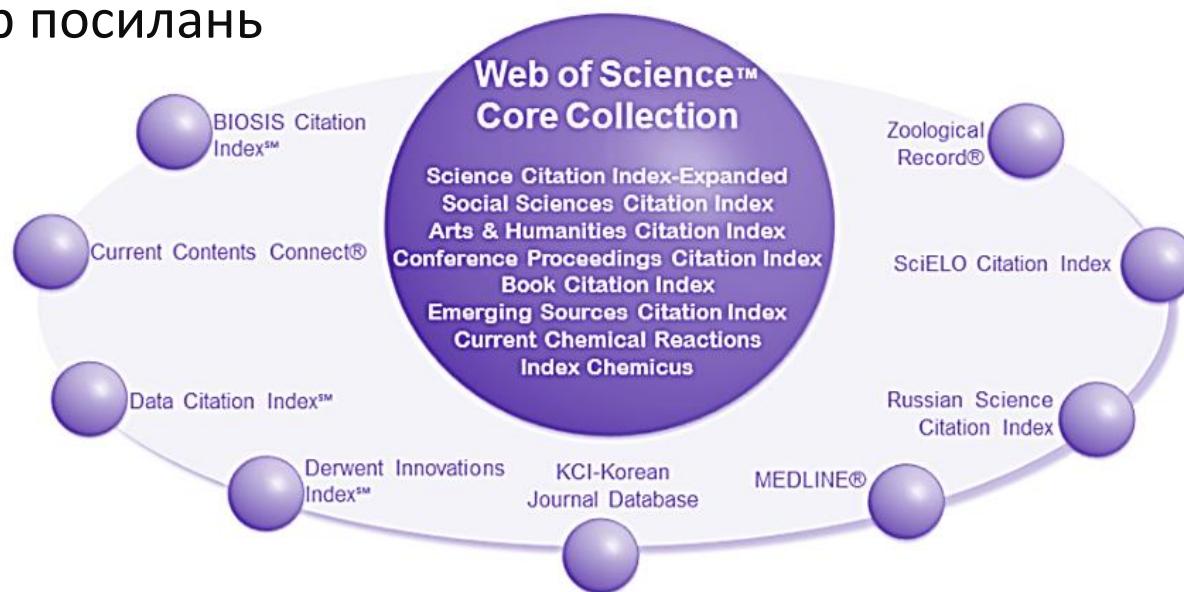 посилань
Web of Science™
Core Collection
Science Citation Index-Expanded
Social Sciences Citation Index
Arts & Humanities Citation Index
Conference Proceedings Citation Index
Book Citation Index
Emerging Sources Citation Index
Current Chemical Reactions
Index Chemicus
BIOSIS Citation
Index℠
Current Contents Connect®
Data Citation Index℠
Derwent Innovations
Index℠
KCI-Korean
Journal Database
MEDLINE®
Russian Science
Citation Index
SciELO Citation Index
Zoological
Record®